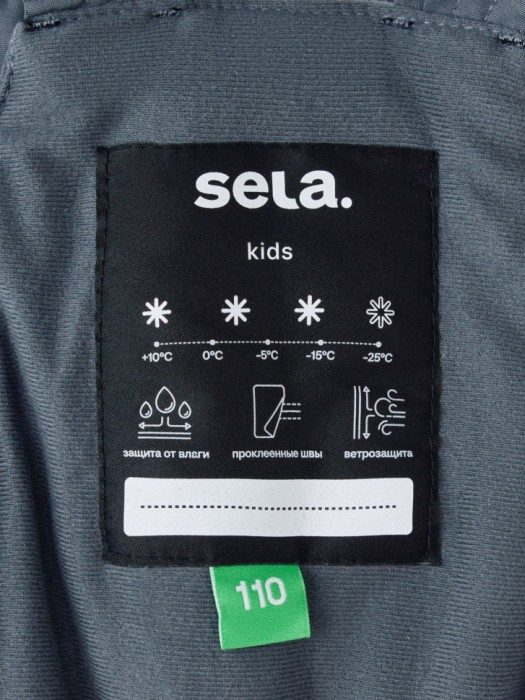 sela.
kids
+10°C 0°C -5°C -15°C -25°C
защита от влаги проклеенные швы ветрозащита
110